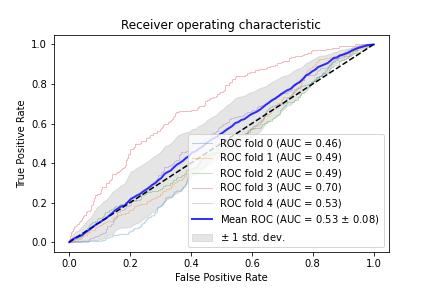 Receiver operating characteristic
1.0
0.8
0.6
0.4
0.2
0.0
True Positive Rate
ROC fold 0 (AUC = 0.46)
ROC fold 1 (AUC = 0.49)
ROC fold 2 (AUC = 0.49)
ROC fold 3 (AUC = 0.70)
ROC fold 4 (AUC = 0.53)
Mean ROC (AUC = 0.53 ± 0.08)
± 1 std. dev.
0.0 0.2 0.4 0.6 0.8 1.0
False Positive Rate